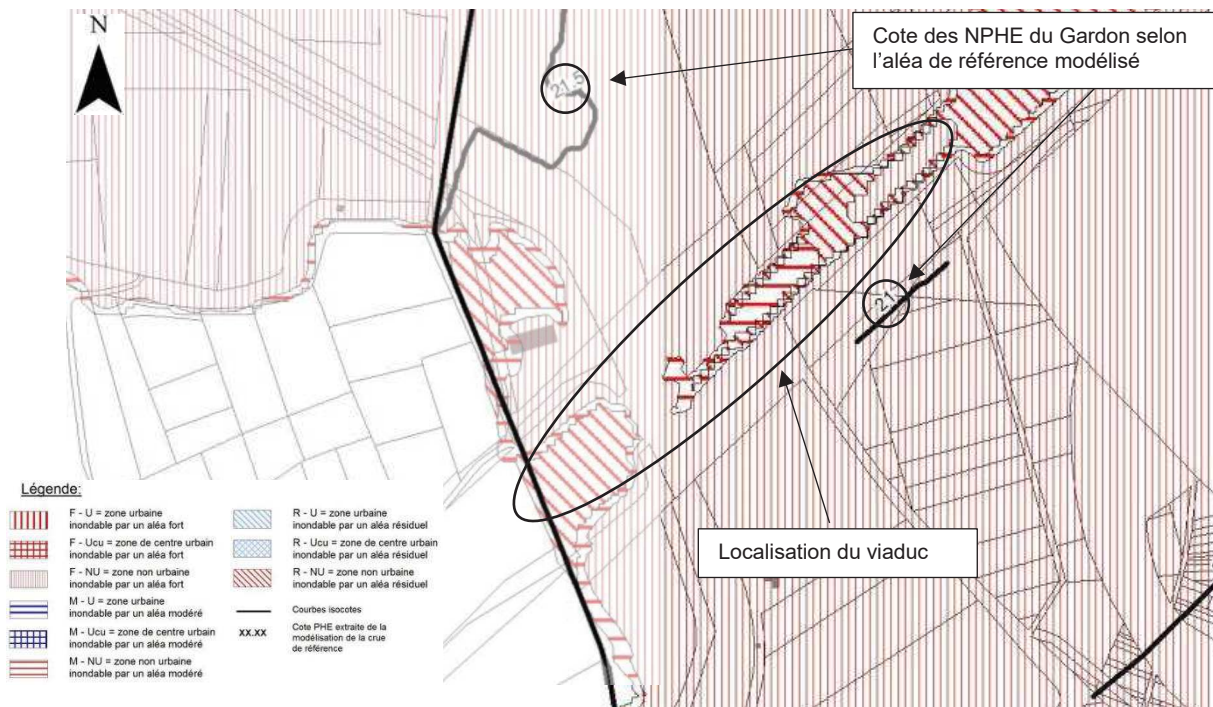 N
Cote des NPHE du Gardon selon
l'aléa de référence modélisé
21.5
21
Localisation du viaduc
Légende:
F - U = zone urbaine
inondable par un aléa fort
F - Ucu = zone de centre urbain
inondable par un aléa fort
F - NU = zone non urbaine
inondable par un aléa fort
M - U = zone urbaine
inondable par un aléa modéré
M - Ucu = zone de centre urbain
inondable par un aléa modéré
M - NU = zone non urbaine
inondable par un aléa modéré
R - U = zone urbaine
inondable par un aléa résiduel
R - Ucu = zone de centre urbain
inondable par un aléa résiduel
R - NU = zone non urbaine
inondable par un aléa résiduel
Courbes isocotes
XX.XX
Cote PHE extraite de la
modélisation de la crue
de référence